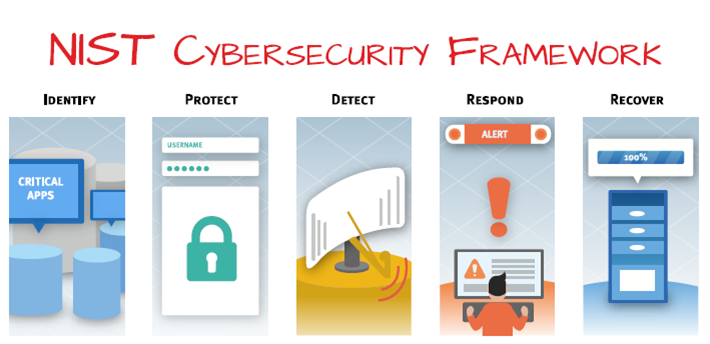 NIST CYBERSECURITY FRAMEWORK
IDENTIFY
PROTECT
DETECT
RESPOND
RECOVER
CRITICAL
APPS
USERNAME
ALERT
100%